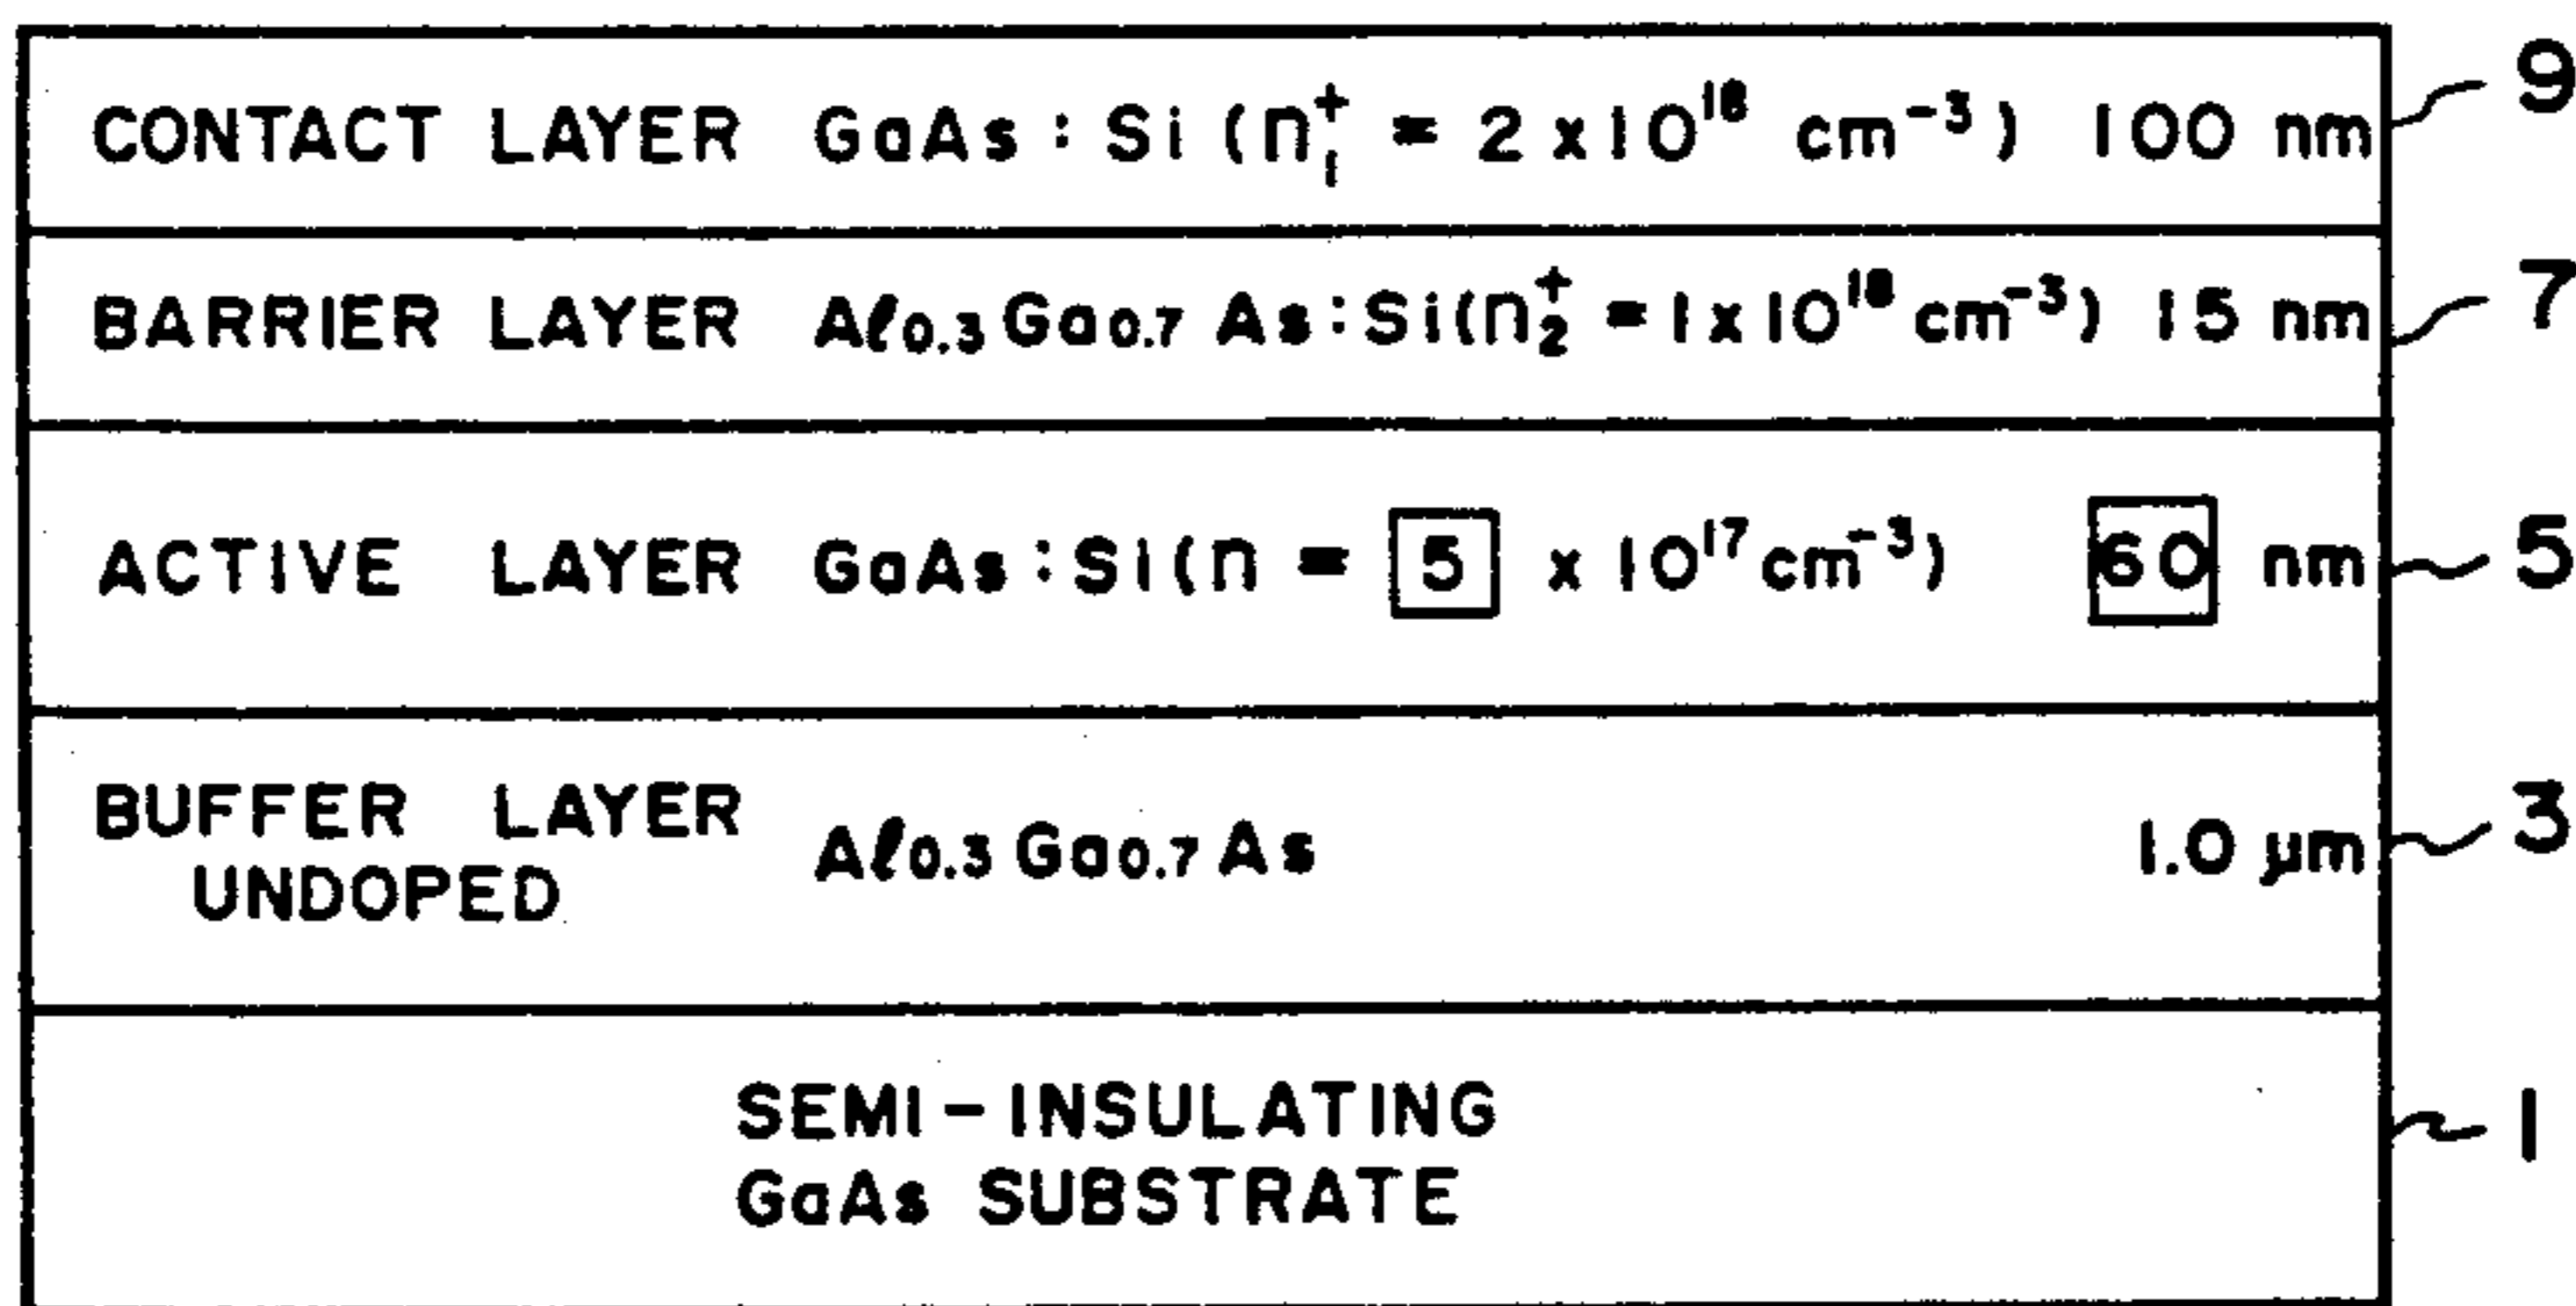 CONTACT LAYER GaAs : Si (n₁⁺ = 2 x 10¹⁸ cm⁻³) 100 nm 9
BARRIER LAYER Aℓ0.3 Ga0.7 As : Si (n₂⁺ = 1 x 10¹⁸ cm⁻³) 15 nm 7
ACTIVE LAYER GaAs : Si (n = 5 x 10¹⁷ cm⁻³) 60 nm 5
BUFFER LAYER Aℓ0.3 Ga0.7 As 1.0 μm 3
UNDOPED
SEMI-INSULATING 1
GaAs SUBSTRATE